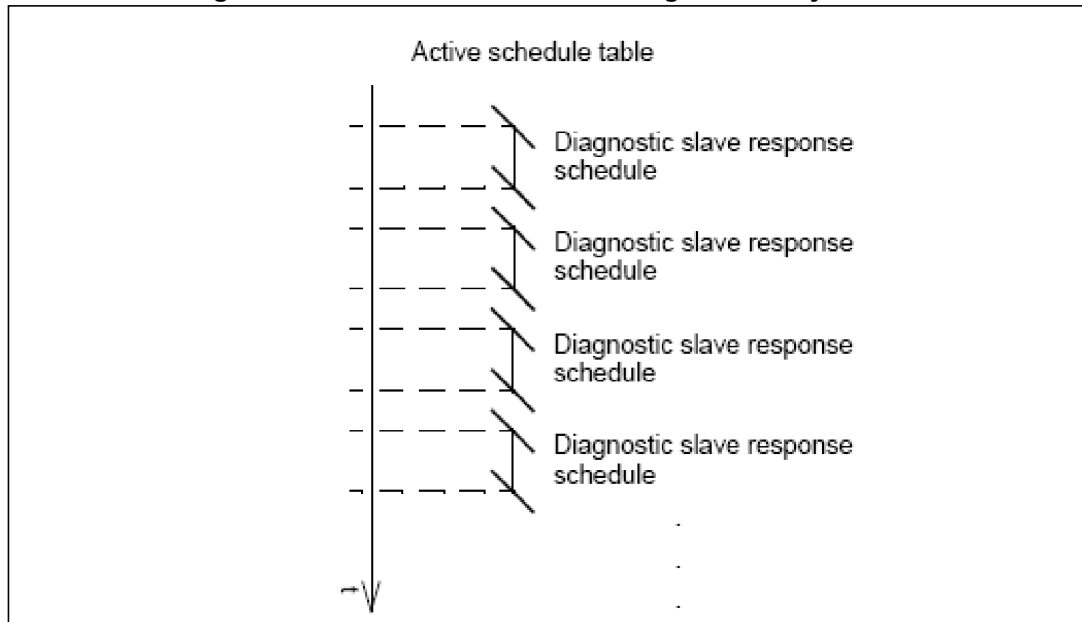 Active schedule table
Diagnostic slave response
schedule
Diagnostic slave response
schedule
Diagnostic slave response
schedule
Diagnostic slave response
schedule
.
.
.
t